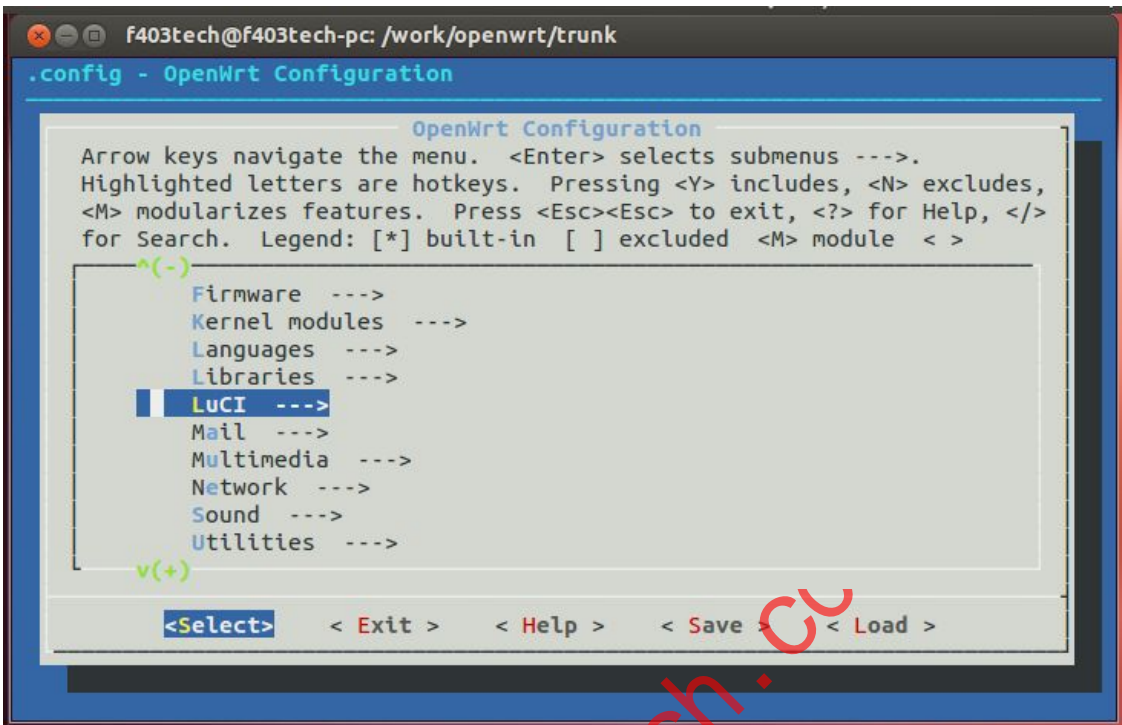 f403tech@f403tech-pc: /work/openwrt/trunk
.config - OpenWrt Configuration
OpenWrt Configuration
Arrow keys navigate the menu.  <Enter> selects submenus --->.
Highlighted letters are hotkeys.  Pressing <Y> includes, <N> excludes,
<M> modularizes features.  Press <Esc><Esc> to exit, <?> for Help, </>
for Search.  Legend: [*] built-in  [ ] excluded  <M> module  < >
^(-)
Firmware  --->
Kernel modules  --->
Languages  --->
Libraries  --->
LuCI  --->
Mail  --->
Multimedia  --->
Network  --->
Sound  --->
Utilities  --->
v(+)
<Select>    < Exit >    < Help >    < Save >    < Load >